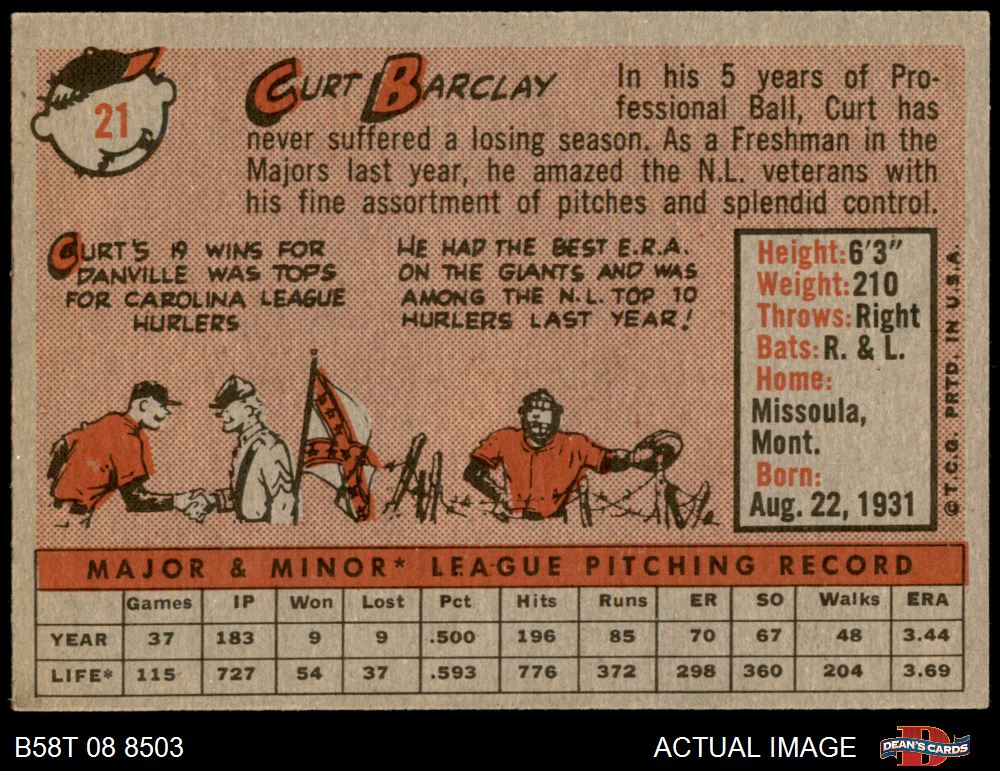 21
CURT BARCLAY
In his 5 years of Pro-
fessional Ball, Curt has
never suffered a losing season. As a Freshman in the
Majors last year, he amazed the N.L. veterans with
his fine assortment of pitches and splendid control.
CURT'S 19 WINS FOR
DANVILLE WAS TOPS
FOR CAROLINA LEAGUE
HURLERS
HE HAD THE BEST E.R.A.
ON THE GIANTS AND WAS
AMONG THE N.L. TOP 10
HURLERS LAST YEAR!
Height: 6'3"
Weight: 210
Throws: Right
Bats: R. & L.
Home:
Missoula,
Mont.
Born:
Aug. 22, 1931
© T.C.G. PRTD. IN U.S.A.
MAJOR & MINOR* LEAGUE PITCHING RECORD
Games IP Won Lost Pct Hits Runs ER SO Walks ERA
YEAR 37 183 9 9 .500 196 85 70 67 48 3.44
LIFE* 115 727 54 37 .593 776 372 298 360 204 3.69
B58T 08 8503
ACTUAL IMAGE
DEAN'S CARDS